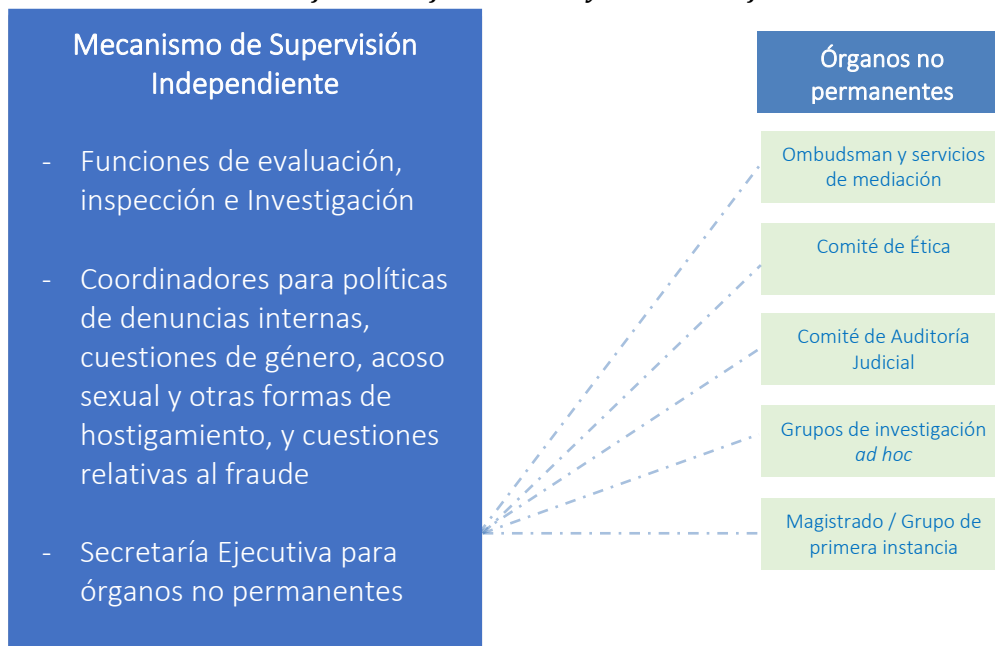 Mecanismo de Supervisión
Independiente
- Funciones de evaluación,
inspección e Investigación
- Coordinadores para políticas
de denuncias internas,
cuestiones de género, acoso
sexual y otras formas de
hostigamiento, y cuestiones
relativas al fraude
- Secretaría Ejecutiva para
órganos no permanentes
Órganos no
permanentes
Ombudsman y servicios
de mediación
Comité de Ética
Comité de Auditoría
Judicial
Grupos de investigación
ad hoc
Magistrado / Grupo de
primera instancia